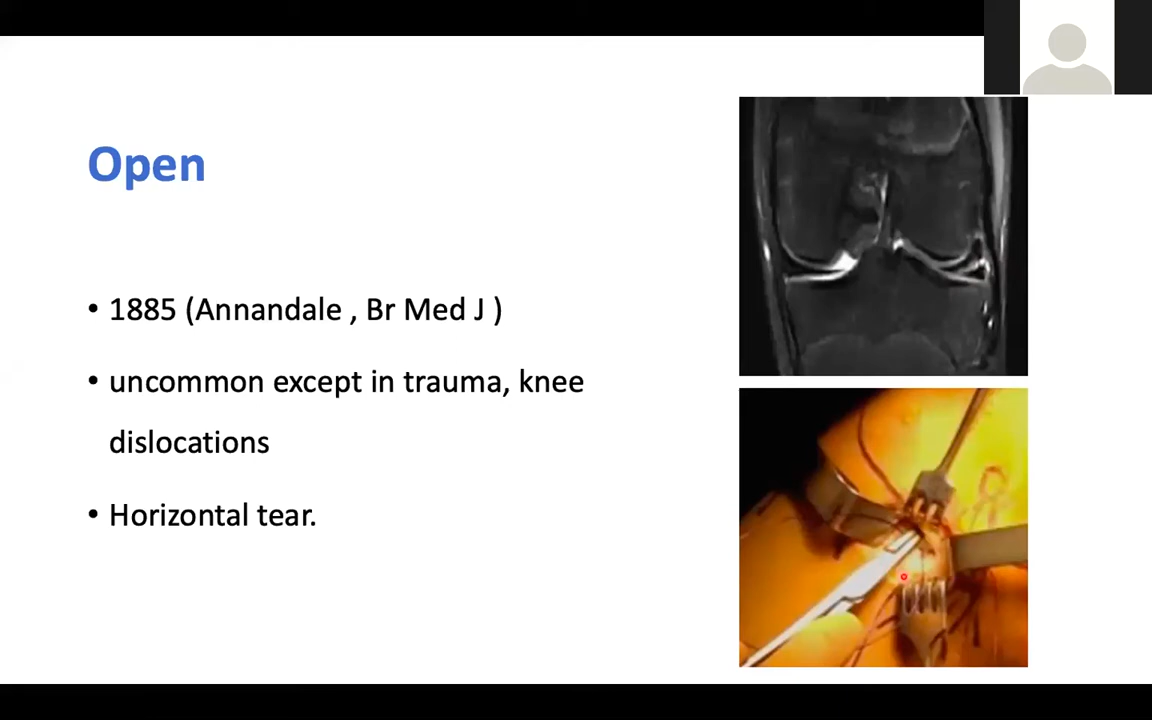 Open
• 1885 (Annandale , Br Med J )
• uncommon except in trauma, knee
dislocations
• Horizontal tear.